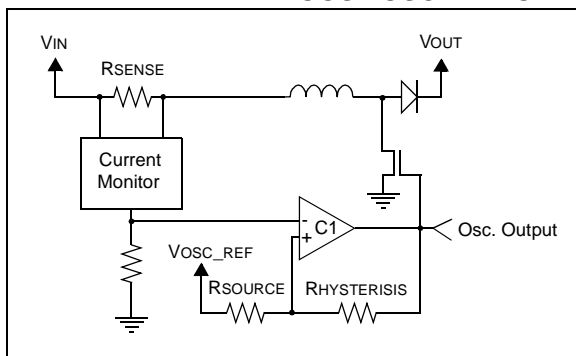 VIN
VOUT
RSENSE
Current
Monitor
-
+
C1
Osc. Output
VOSC_REF
RSOURCE
RHYSTERISIS